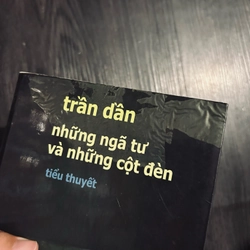 trần dần
những ngã tư
và những cột đèn
tiểu thuyết